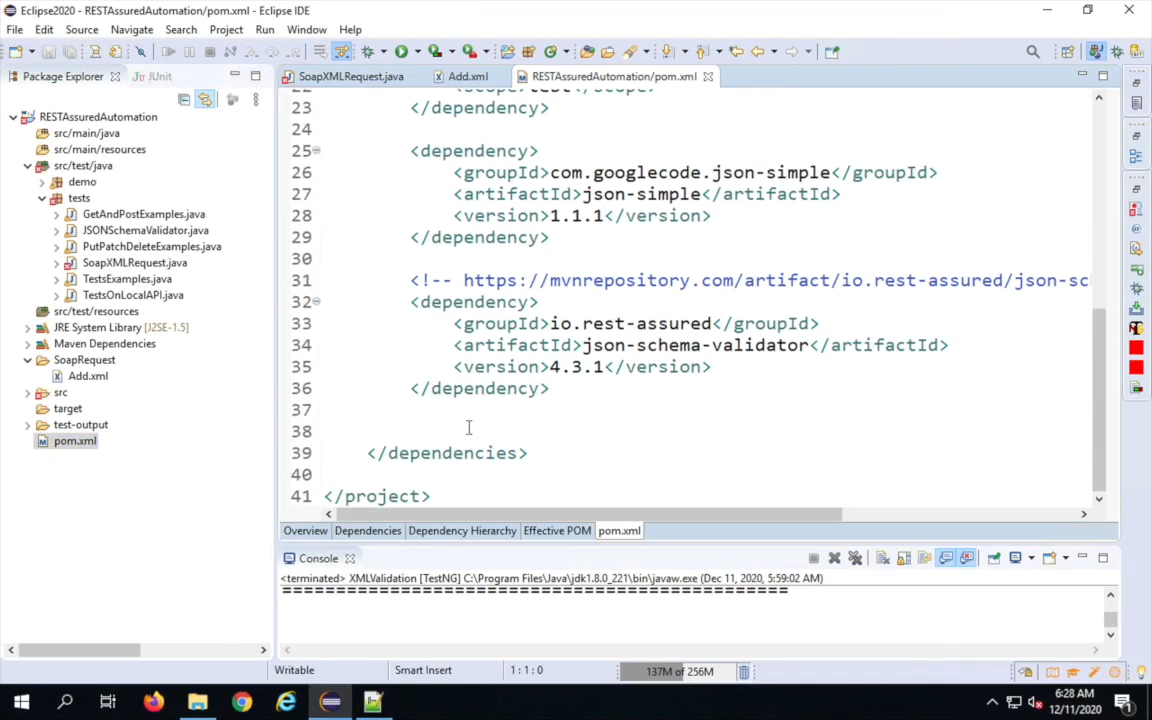 Eclipse2020 - RESTAssuredAutomation/pom.xml - Eclipse IDE
File Edit Source Navigate Search Project Run Window Help
Package Explorer JUnit
RESTAssuredAutomation
src/main/java
src/main/resources
src/test/java
demo
tests
GetAndPostExamples.java
JSONSchemaValidator.java
PutPatchDeleteExamples.java
SoapXMLRequest.java
TestsExamples.java
TestsOnLocalAPI.java
src/test/resources
JRE System Library [J2SE-1.5]
Maven Dependencies
SoapRequest
Add.xml
src
target
test-output
pom.xml
SoapXMLRequest.java Add.xml RESTAssuredAutomation/pom.xml
22 <scope>test</scope>
23 </dependency>
24
25 <dependency>
26 <groupId>com.googlecode.json-simple</groupId>
27 <artifactId>json-simple</artifactId>
28 <version>1.1.1</version>
29 </dependency>
30
31 <!-- https://mvnrepository.com/artifact/io.rest-assured/json-sc
32 <dependency>
33 <groupId>io.rest-assured</groupId>
34 <artifactId>json-schema-validator</artifactId>
35 <version>4.3.1</version>
36 </dependency>
37
38
39 </dependencies>
40
41 </project>
Overview Dependencies Dependency Hierarchy Effective POM pom.xml
Console
<terminated> XMLValidation [TestNG] C:\Program Files\Java\jdk1.8.0_221\bin\javaw.exe (Dec 11, 2020, 5:59:02 AM)
===============================================
Writable Smart Insert 1 : 1 : 0 137M of 256M
6:28 AM
12/11/2020
1